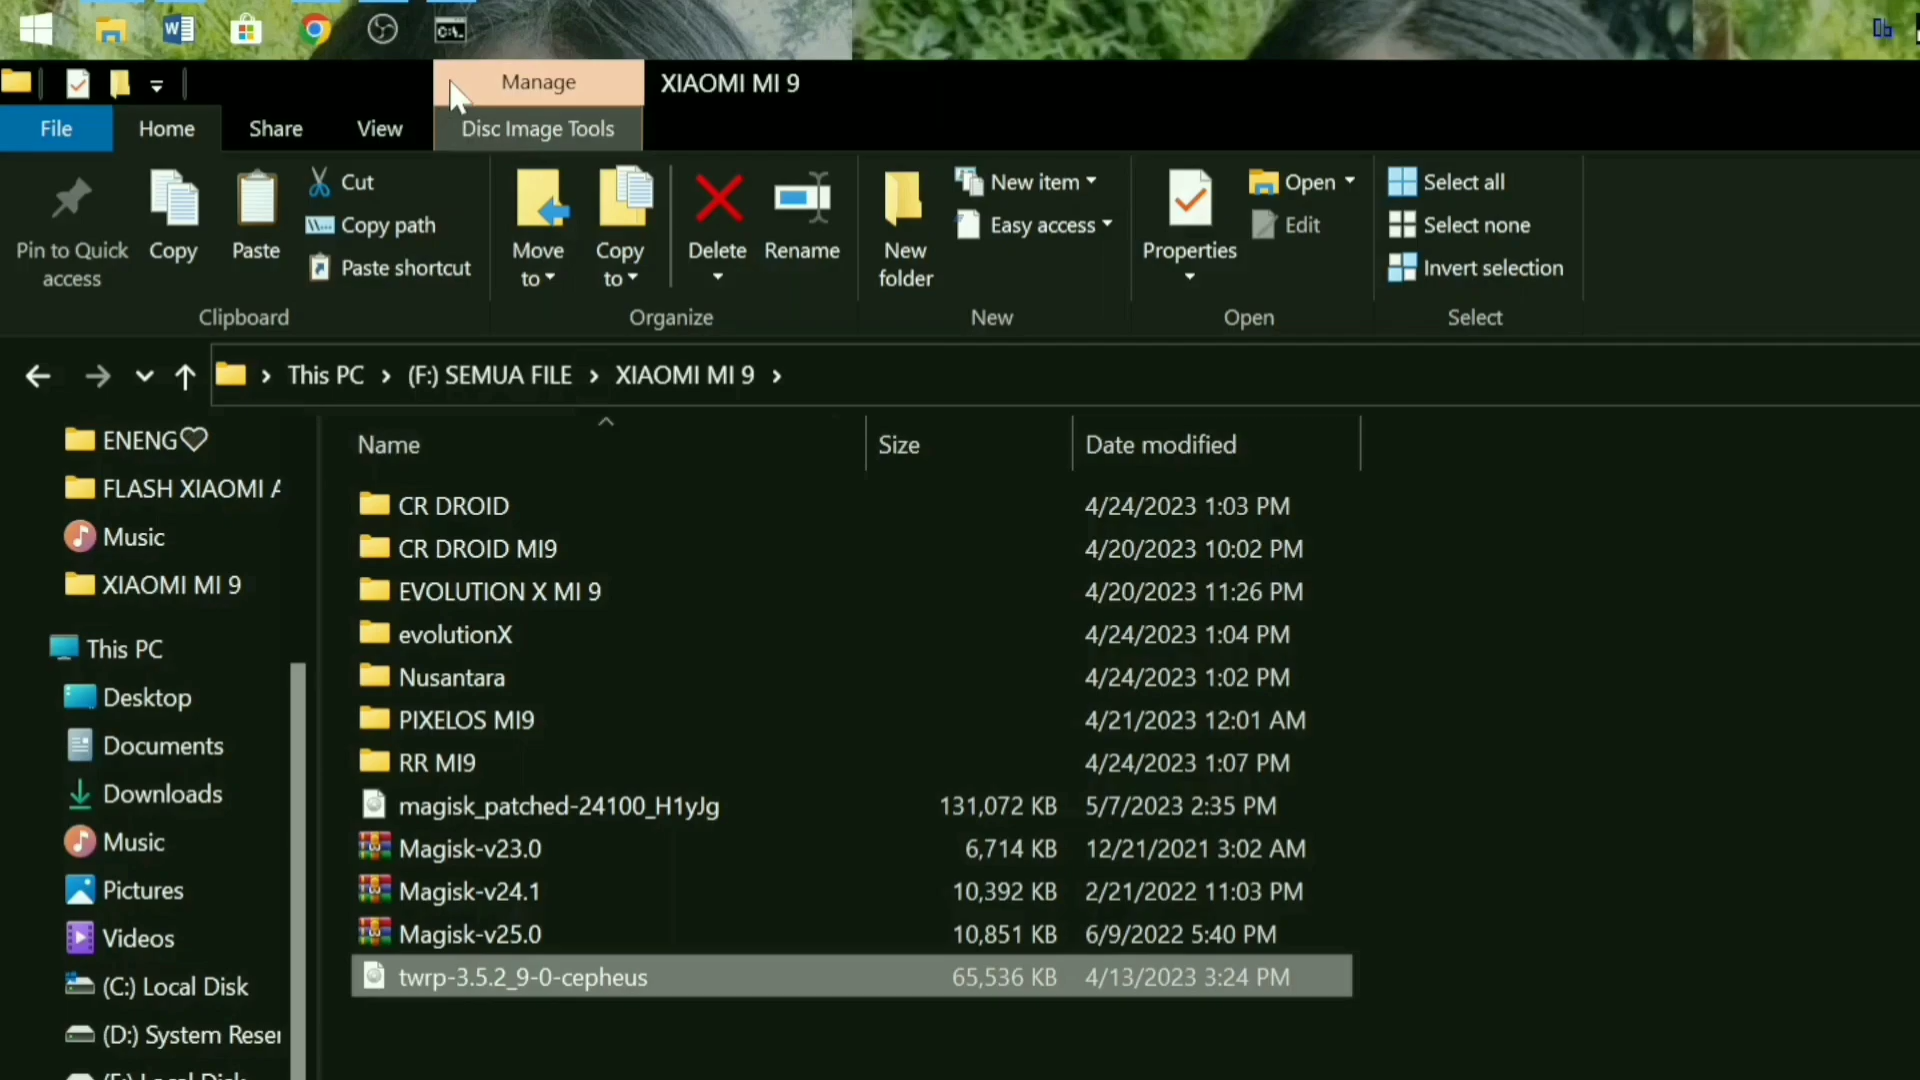 C:\.
Manage
XIAOMI MI 9
File
Home
Share
View
Disc Image Tools
Pin to Quick access
Copy
Paste
Cut
Copy path
Paste shortcut
Clipboard
Move to
Copy to
Delete
Rename
Organize
New folder
New item
Easy access
New
Properties
Open
Edit
Open
Select all
Select none
Invert selection
Select
This PC
(F:) SEMUA FILE
XIAOMI MI 9
ENENG♡
FLASH XIAOMI
Music
XIAOMI MI 9
This PC
Desktop
Documents
Downloads
Music
Pictures
Videos
(C:) Local Disk
(D:) System Reser
Name Size Date modified
CR DROID 4/24/2023 1:03 PM
CR DROID MI9 4/20/2023 10:02 PM
EVOLUTION X MI 9 4/20/2023 11:26 PM
evolutionX 4/24/2023 1:04 PM
Nusantara 4/24/2023 1:02 PM
PIXELOS MI9 4/21/2023 12:01 AM
RR MI9 4/24/2023 1:07 PM
magisk_patched-24100_H1yJg 131,072 KB 5/7/2023 2:35 PM
Magisk-v23.0 6,714 KB 12/21/2021 3:02 AM
Magisk-v24.1 10,392 KB 2/21/2022 11:03 PM
Magisk-v25.0 10,851 KB 6/9/2022 5:40 PM
twrp-3.5.2_9-0-cepheus 65,536 KB 4/13/2023 3:24 PM